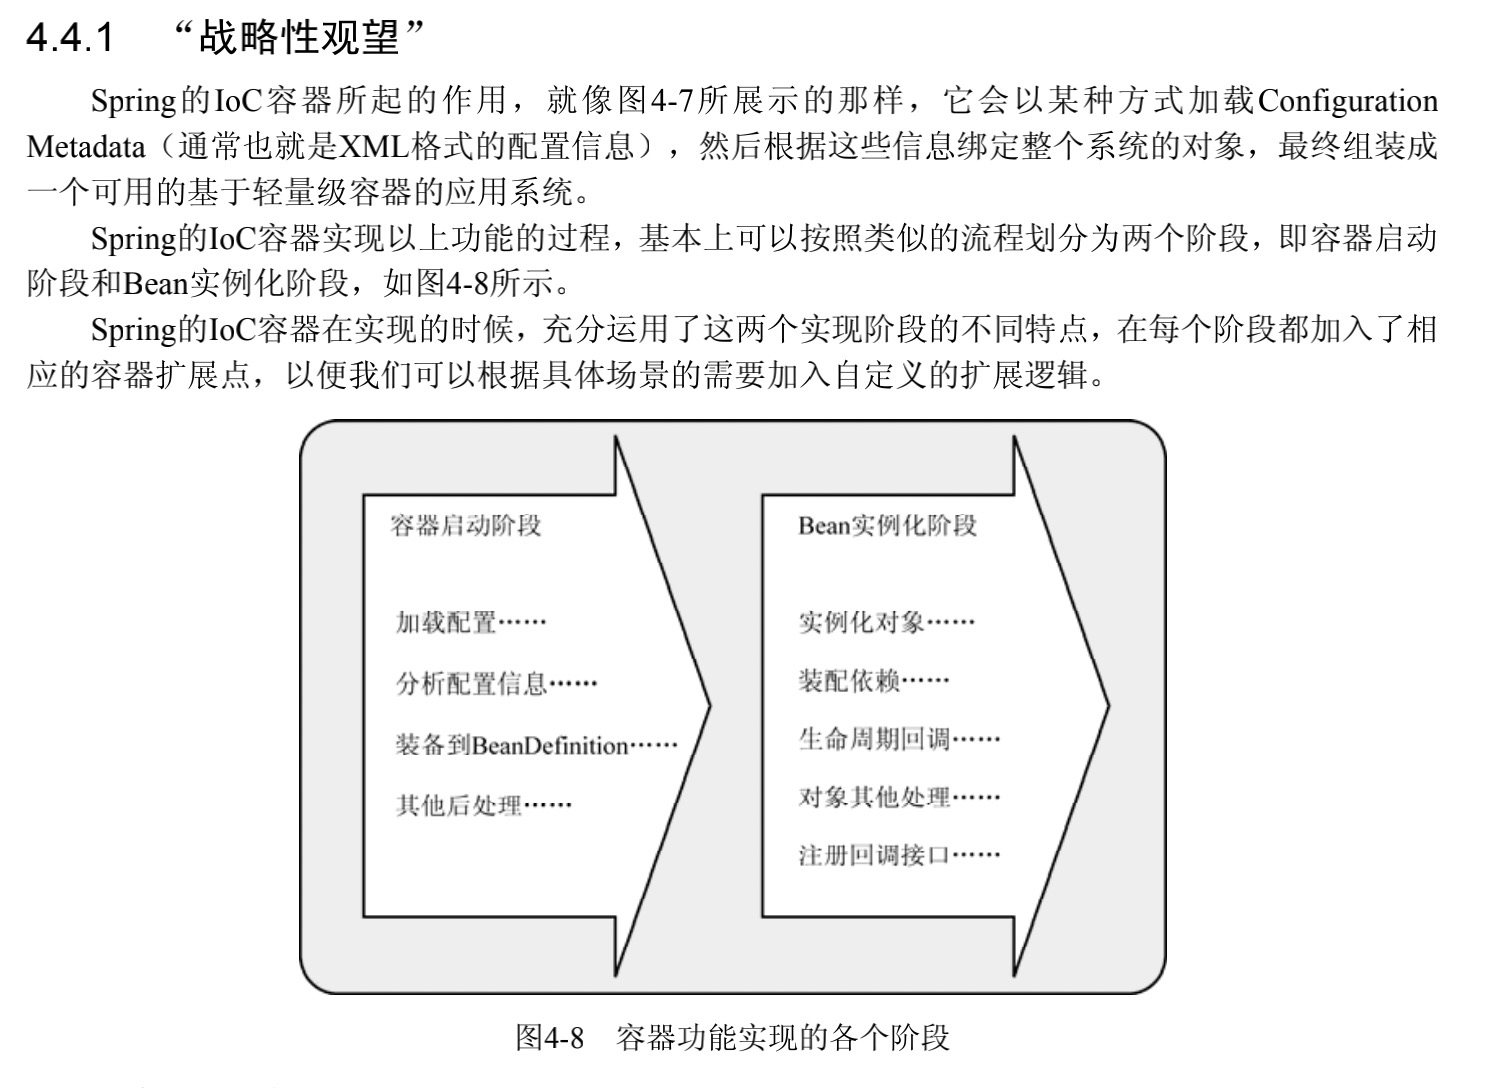 4.4.1 “战略性观望”
Spring的IoC容器所起的作用，就像图4-7所展示的那样，它会以某种方式加载Configuration
Metadata（通常也就是XML格式的配置信息），然后根据这些信息绑定整个系统的对象，最终组装成
一个可用的基于轻量级容器的应用系统。
Spring的IoC容器实现以上功能的过程，基本上可以按照类似的流程划分为两个阶段，即容器启动
阶段和Bean实例化阶段，如图4-8所示。
Spring的IoC容器在实现的时候，充分运用了这两个实现阶段的不同特点，在每个阶段都加入了相
应的容器扩展点，以便我们可以根据具体场景的需要加入自定义的扩展逻辑。
容器启动阶段
加载配置……
分析配置信息……
装备到BeanDefinition……
其他后处理……
Bean实例化阶段
实例化对象……
装配依赖……
生命周期回调……
对象其他处理……
注册回调接口……
图4-8 容器功能实现的各个阶段